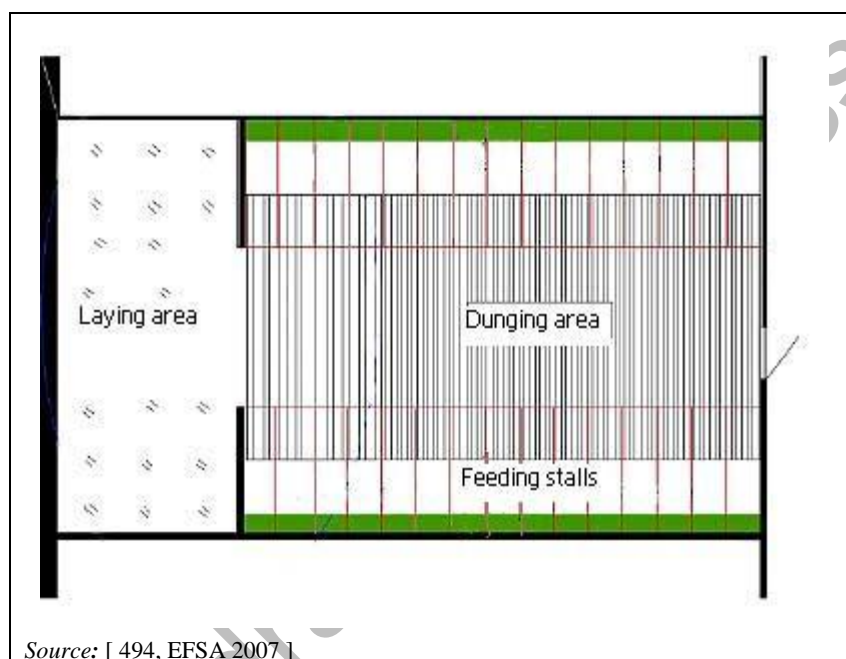 Laying area
Dunging area
Feeding stalls
Source: [ 494, EFSA 2007 ]